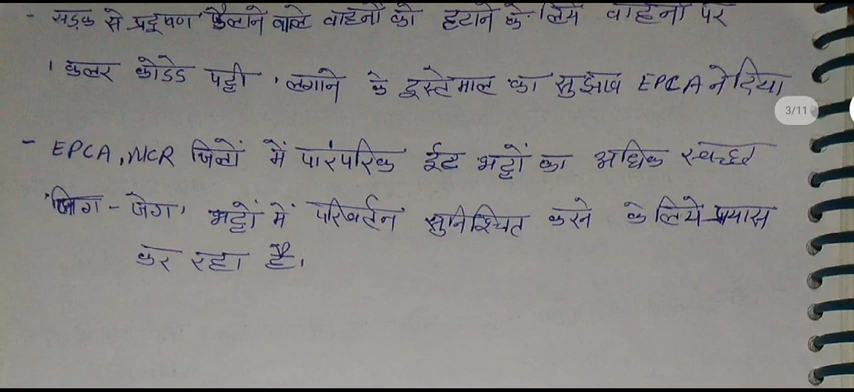 - सड़क से प्रदूषण फैलाने वाले वाहनों को हटाने के लिये वाहनों पर
'कलर कोडेड पट्टी' लगाने के इस्तेमाल का सुझाव EPCA ने दिया
3/11
- EPCA, NCR जिलों में पारंपरिक ईंट भट्टों का अधिक स्वच्छ
'जिग - जेग' भट्टों में परिवर्तन सुनिश्चित करने के लिये प्रयास
कर रहा है।